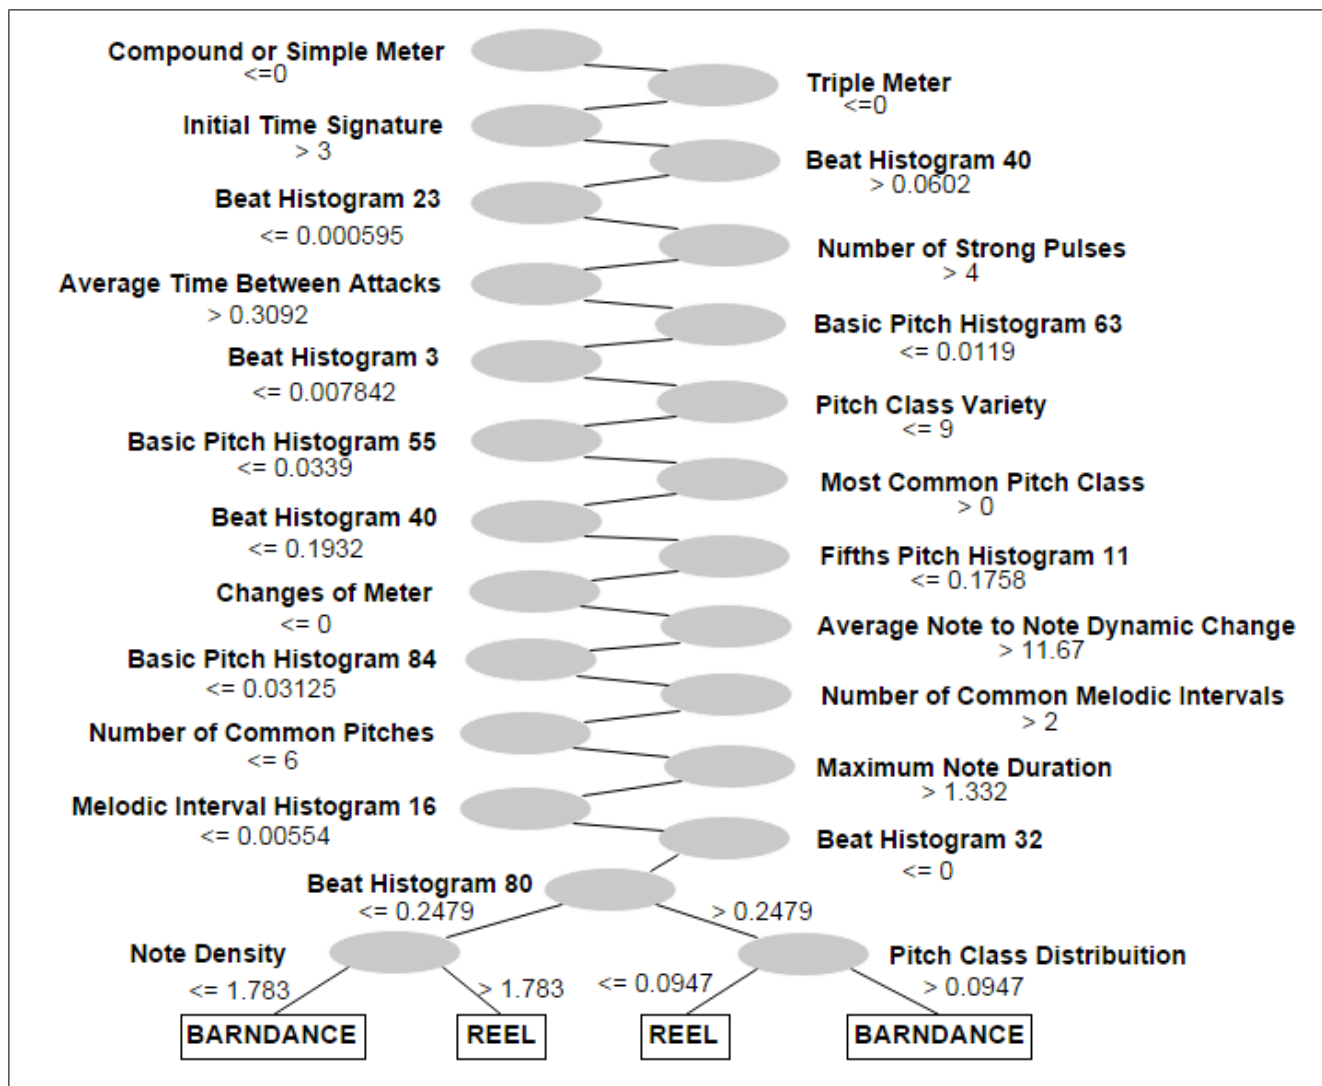 Compound or Simple Meter
<=0
Triple Meter
<=0
Initial Time Signature
> 3
Beat Histogram 40
> 0.0602
Beat Histogram 23
<= 0.000595
Number of Strong Pulses
> 4
Average Time Between Attacks
> 0.3092
Basic Pitch Histogram 63
<= 0.0119
Beat Histogram 3
<= 0.007842
Pitch Class Variety
<= 9
Basic Pitch Histogram 55
<= 0.0339
Most Common Pitch Class
> 0
Beat Histogram 40
<= 0.1932
Fifths Pitch Histogram 11
<= 0.1758
Changes of Meter
<= 0
Average Note to Note Dynamic Change
> 11.67
Basic Pitch Histogram 84
<= 0.03125
Number of Common Melodic Intervals
> 2
Number of Common Pitches
<= 6
Maximum Note Duration
> 1.332
Melodic Interval Histogram 16
<= 0.00554
Beat Histogram 32
<= 0
Beat Histogram 80
<= 0.2479
> 0.2479
Note Density
Pitch Class Distribuition
<= 1.783
> 1.783
<= 0.0947
> 0.0947
BARNDANCE
REEL
REEL
BARNDANCE